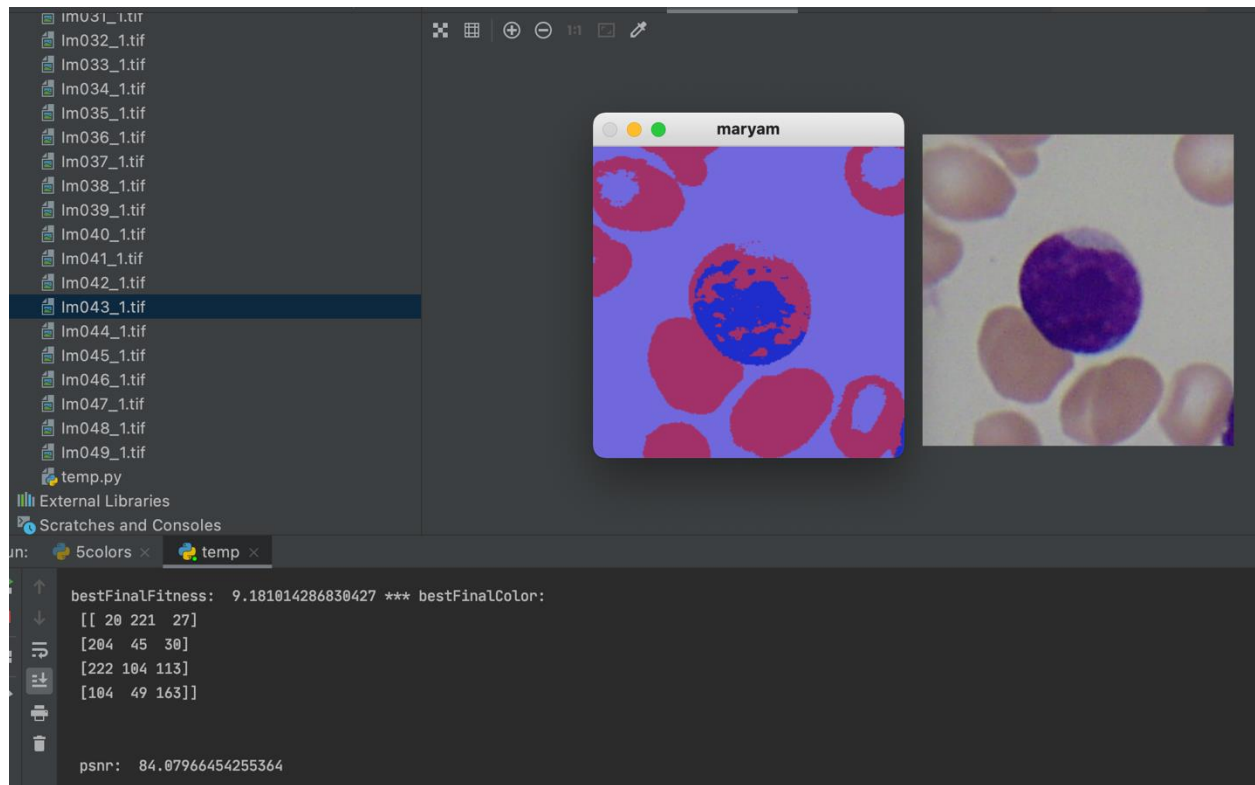 Im031_1.tif
Im032_1.tif
Im033_1.tif
Im034_1.tif
Im035_1.tif
Im036_1.tif
Im037_1.tif
Im038_1.tif
Im039_1.tif
Im040_1.tif
Im041_1.tif
Im042_1.tif
Im043_1.tif
Im044_1.tif
Im045_1.tif
Im046_1.tif
Im047_1.tif
Im048_1.tif
Im049_1.tif
temp.py
External Libraries
Scratches and Consoles
1:1
maryam
un: 5colors temp
bestFinalFitness:  9.181014286830427 *** bestFinalColor:
[[ 20 221  27]
[204  45  30]
[222 104 113]
[104  49 163]]
psnr:  84.07966454255364